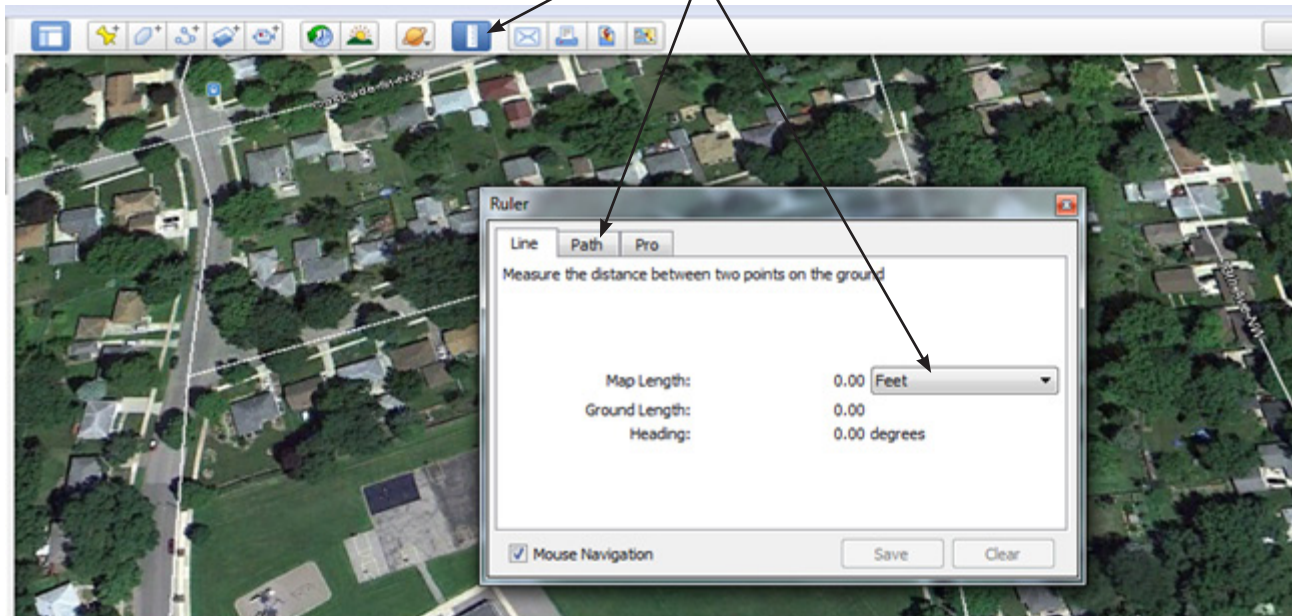 Ruler
Line Path Pro
Measure the distance between two points on the ground
Map Length: 0.00 Feet
Ground Length: 0.00
Heading: 0.00 degrees
Mouse Navigation Save Clear